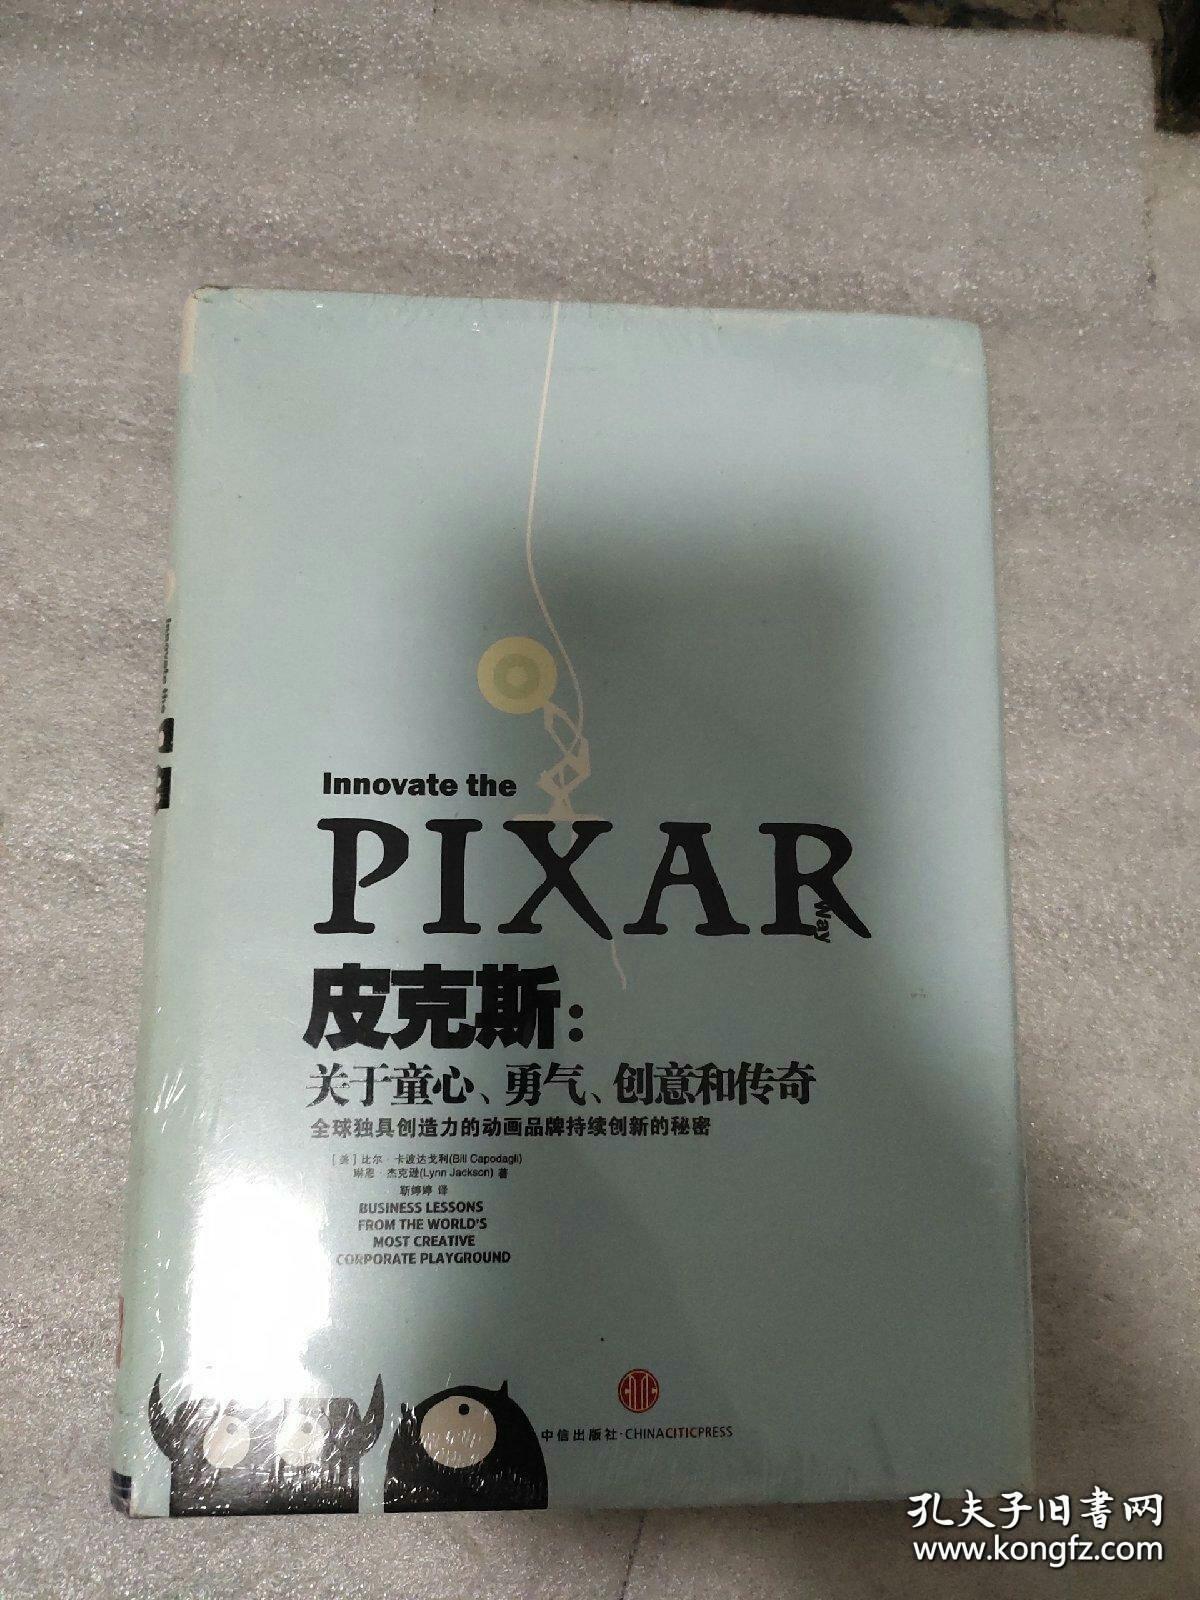 Innovate the
Innovate the
PIXAR
Way
皮克斯：
关于童心、勇气、创意和传奇
全球独具创造力的动画品牌持续创新的秘密
[美]比尔·卡波达戈利(Bill Capodagli)
琳恩·杰克逊(Lynn Jackson) 著
靳婷婷 译
BUSINESS LESSONS
FROM THE WORLD'S
MOST CREATIVE
CORPORATE PLAYGROUND
中信出版社·CHINACITICPRESS
孔夫子旧书网
www.kongfz.com